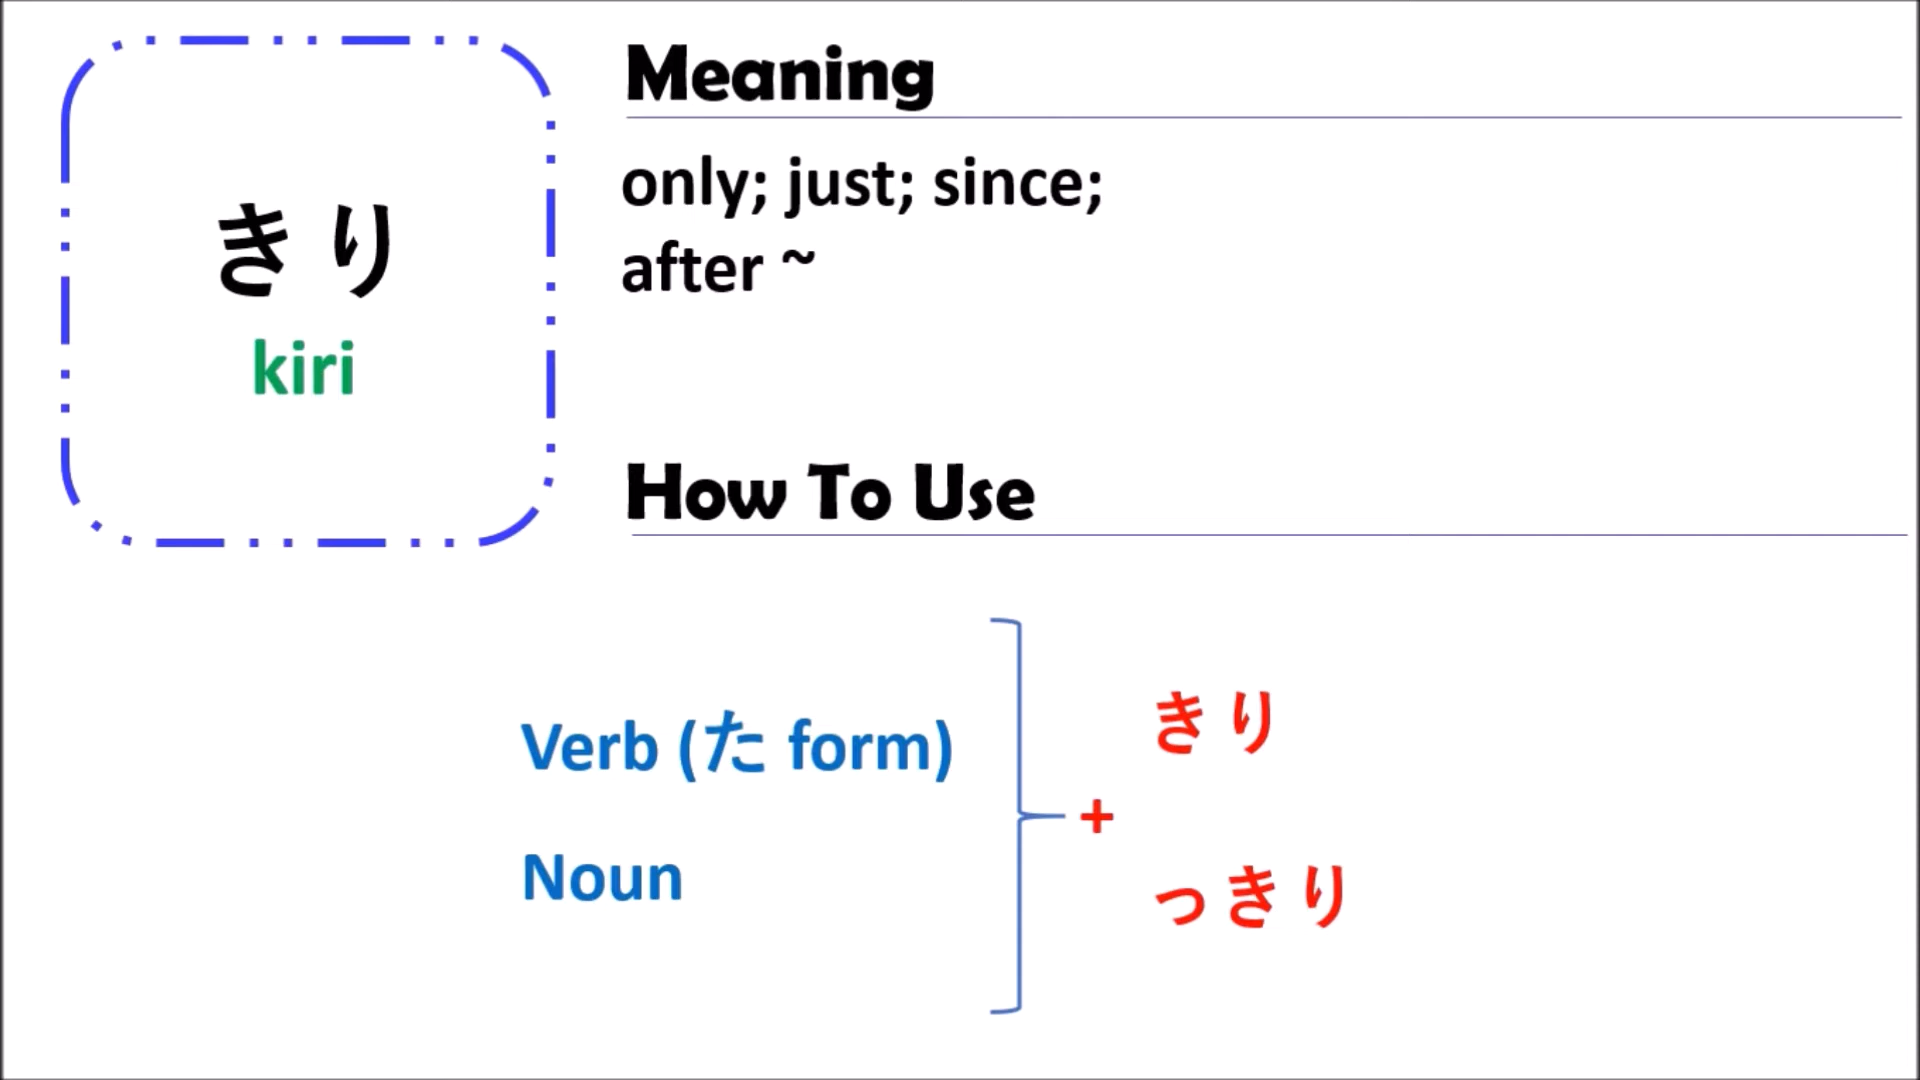 きり
kiri
Meaning
only; just; since;
after ~
How To Use
Verb (た form)
Noun
+
きり
っきり